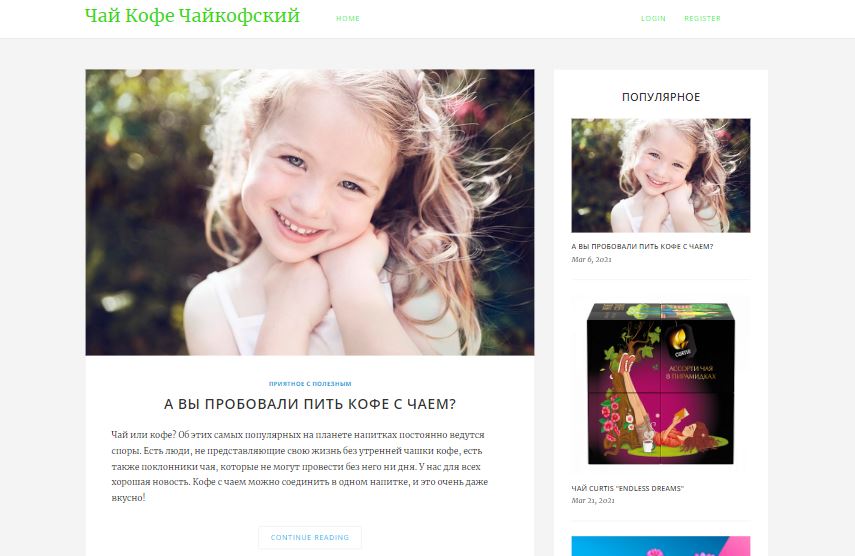 Чай Кофе Чайкофский
HOME
LOGIN
REGISTER
ПРИЯТНОЕ С ПОЛЕЗНЫМ
А ВЫ ПРОБОВАЛИ ПИТЬ КОФЕ С ЧАЕМ?
Чай или кофе? Об этих самых популярных на планете напитках постоянно ведутся
споры. Есть люди, не представляющие свою жизнь без утренней чашки кофе, есть
также поклонники чая, которые не могут провести без него ни дня. У нас для всех
хорошая новость. Кофе с чаем можно соединить в одном напитке, и это очень даже
вкусно!
CONTINUE READING
ПОПУЛЯРНОЕ
А ВЫ ПРОБОВАЛИ ПИТЬ КОФЕ С ЧАЕМ?
Mar 6, 2021
CURTIS
АССОРТИ ЧАЯ
В ПИРАМИДКАХ
ЧАЙ CURTIS "ENDLESS DREAMS"
Mar 21, 2021